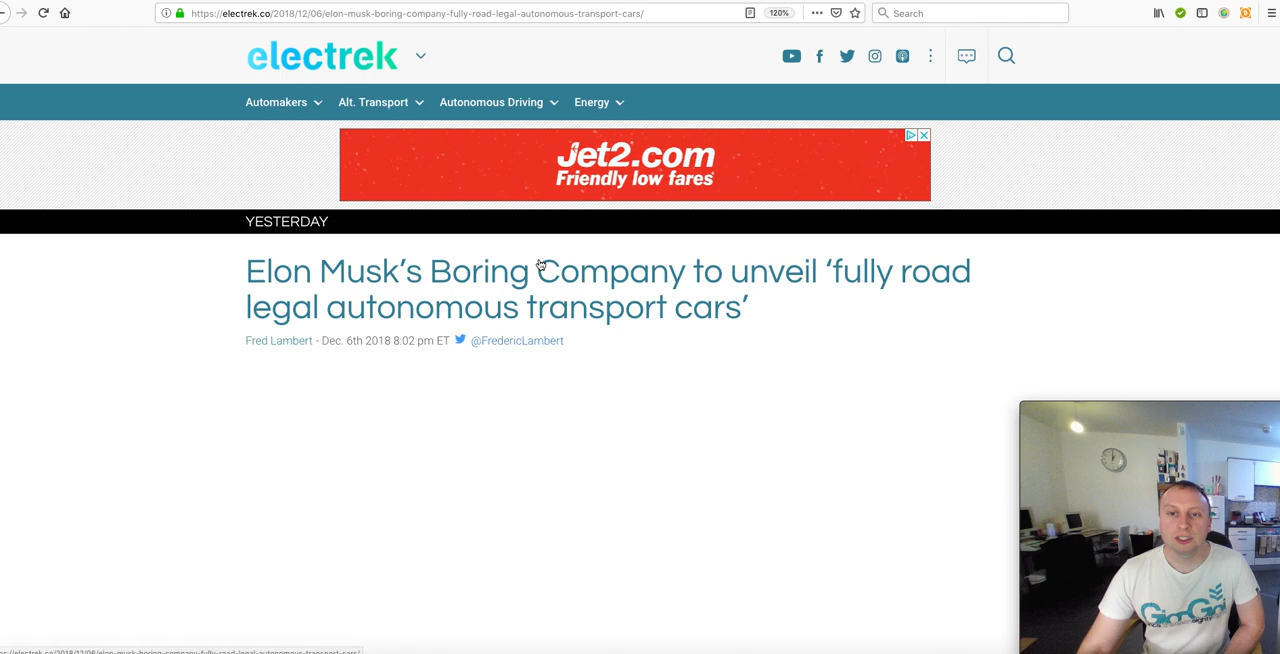 https://electrek.co/2018/12/06/elon-musk-boring-company-fully-road-legal-autonomous-transport-cars/
120%
Search
electrek
Automakers
Alt. Transport
Autonomous Driving
Energy
Jet2.com
Friendly low fares
YESTERDAY
Elon Musk's Boring Company to unveil ‘fully road
legal autonomous transport cars’
Fred Lambert - Dec. 6th 2018 8:02 pm ET @FredericLambert